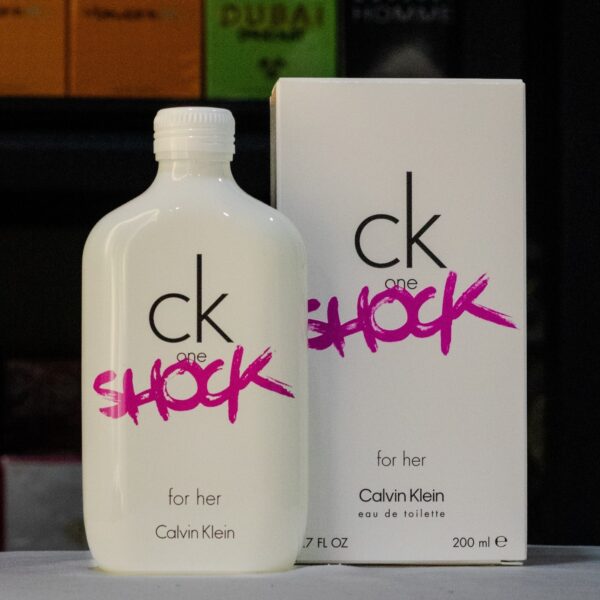 DUBAI
HOMME
ck
one
SHOCK
for her
Calvin Klein
ck
one
SHOCK
for her
Calvin Klein
eau de toilette
.7 FL OZ 200 ml ℮